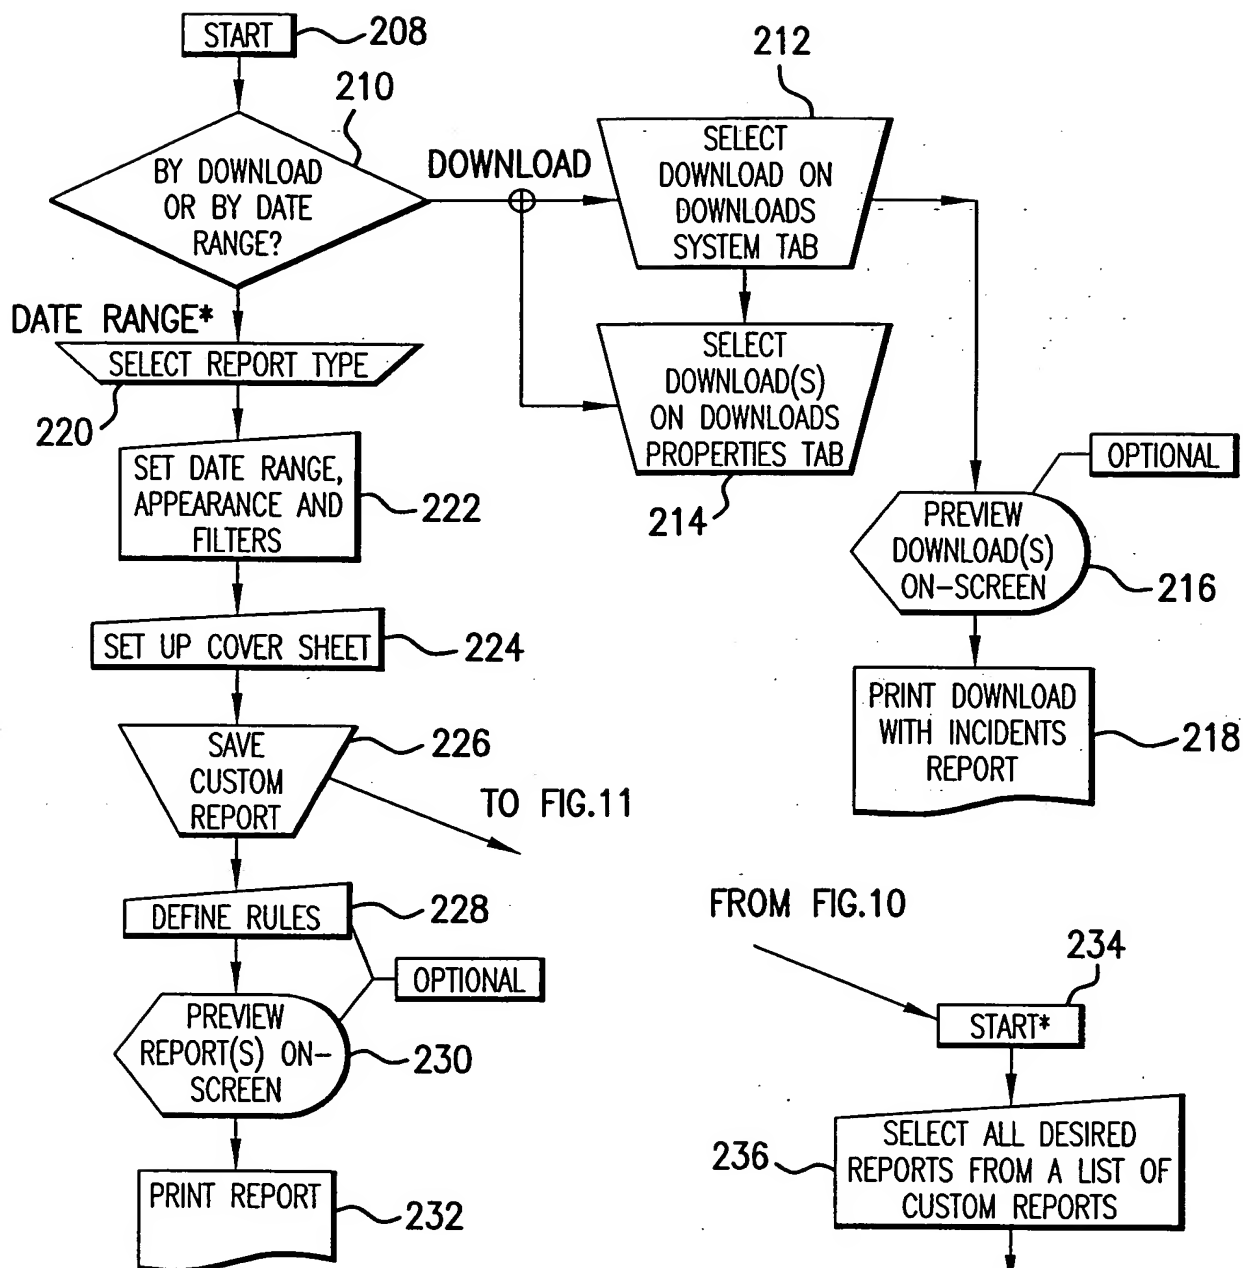 START
208
210
BY DOWNLOAD
OR BY DATE
RANGE?
DOWNLOAD
212
SELECT
DOWNLOAD ON
DOWNLOADS
SYSTEM TAB
SELECT
DOWNLOAD(S)
ON DOWNLOADS
PROPERTIES TAB
214
OPTIONAL
PREVIEW
DOWNLOAD(S)
ON-SCREEN
216
PRINT DOWNLOAD
WITH INCIDENTS
REPORT
218
DATE RANGE*
SELECT REPORT TYPE
220
SET DATE RANGE,
APPEARANCE AND
FILTERS
222
SET UP COVER SHEET
224
SAVE
CUSTOM
REPORT
226
TO FIG.11
DEFINE RULES
228
OPTIONAL
PREVIEW
REPORT(S) ON-
SCREEN
230
PRINT REPORT
232
FROM FIG.10
234
START*
236
SELECT ALL DESIRED
REPORTS FROM A LIST OF
CUSTOM REPORTS